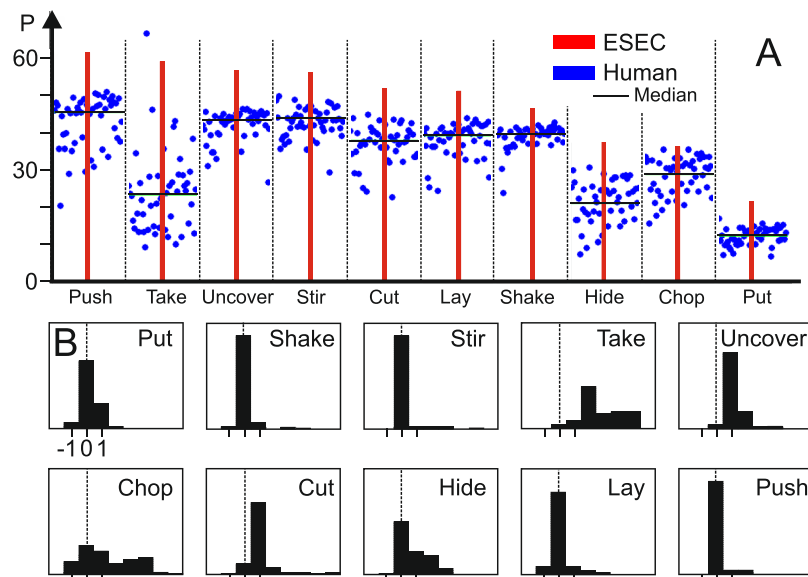 P
60
30
0
ESEC
Human
Median
A
Push Take Uncover Stir Cut Lay Shake Hide Chop Put
B
Put Shake Stir Take Uncover
-1 0 1
Chop Cut Hide Lay Push